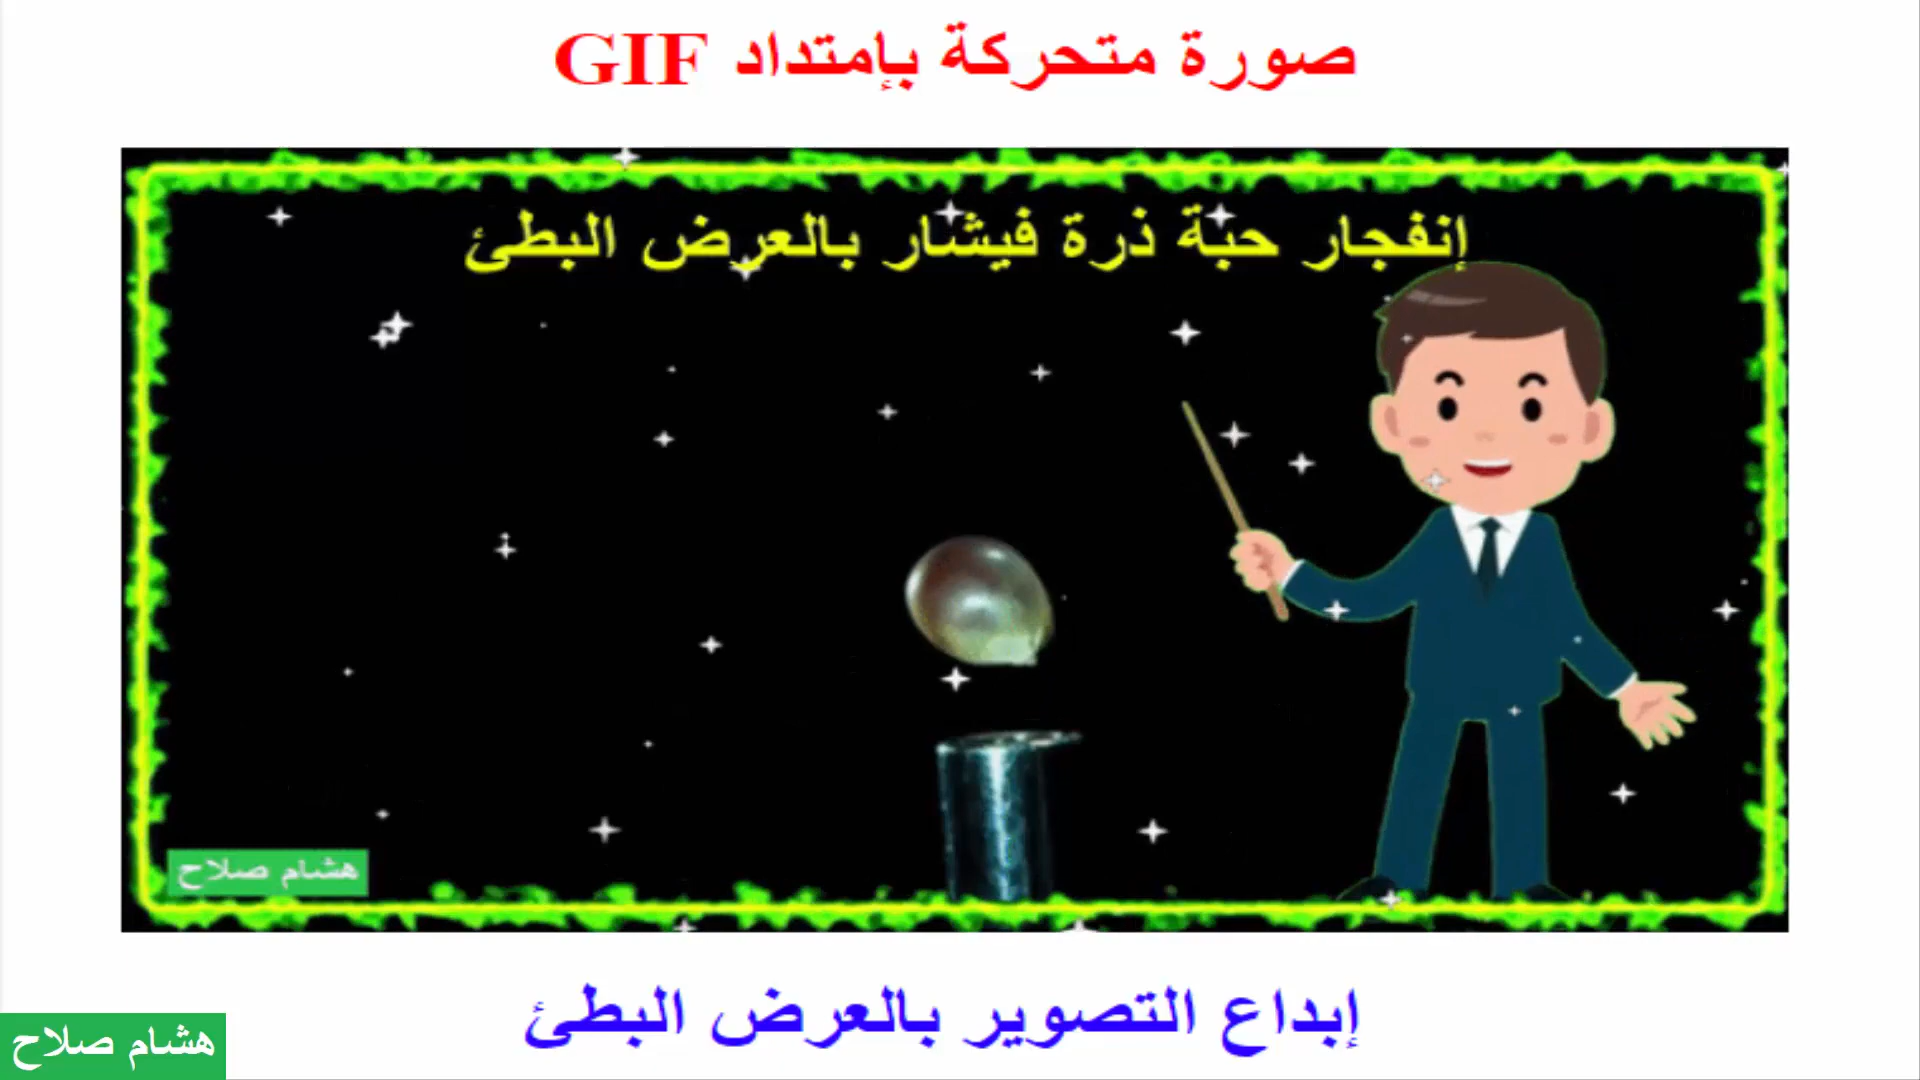 صورة متحركة بإمتداد GIF
إنفجار حبة ذرة فيشار بالعرض البطئ
هشام صلاح
إبداع التصوير بالعرض البطئ
هشام صلاح